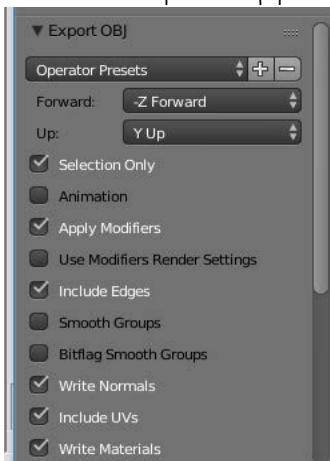 Export OBJ
Operator Presets
Forward: -Z Forward
Up: Y Up
Selection Only
Animation
Apply Modifiers
Use Modifiers Render Settings
Include Edges
Smooth Groups
Bitflag Smooth Groups
Write Normals
Include UVs
Write Materials